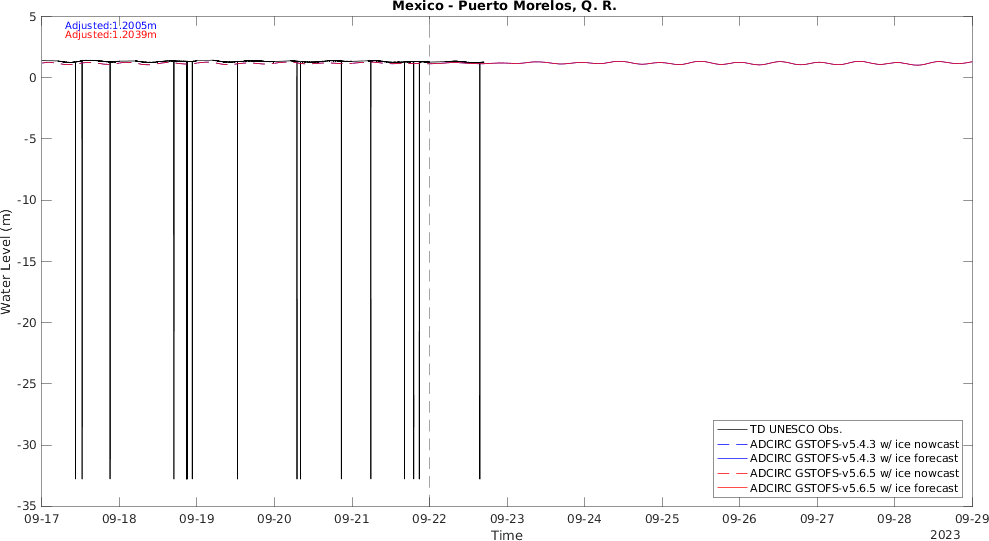 Mexico - Puerto Morelos, Q. R.
Adjusted:1.2005m
Adjusted:1.2039m
Water Level (m)
5
0
-5
-10
-15
-20
-25
-30
-35
TD UNESCO Obs.
ADCIRC GSTOFS-v5.4.3 w/ ice nowcast
ADCIRC GSTOFS-v5.4.3 w/ ice forecast
ADCIRC GSTOFS-v5.6.5 w/ ice nowcast
ADCIRC GSTOFS-v5.6.5 w/ ice forecast
09-17 09-18 09-19 09-20 09-21 09-22 09-23 09-24 09-25 09-26 09-27 09-28 09-29
Time
2023